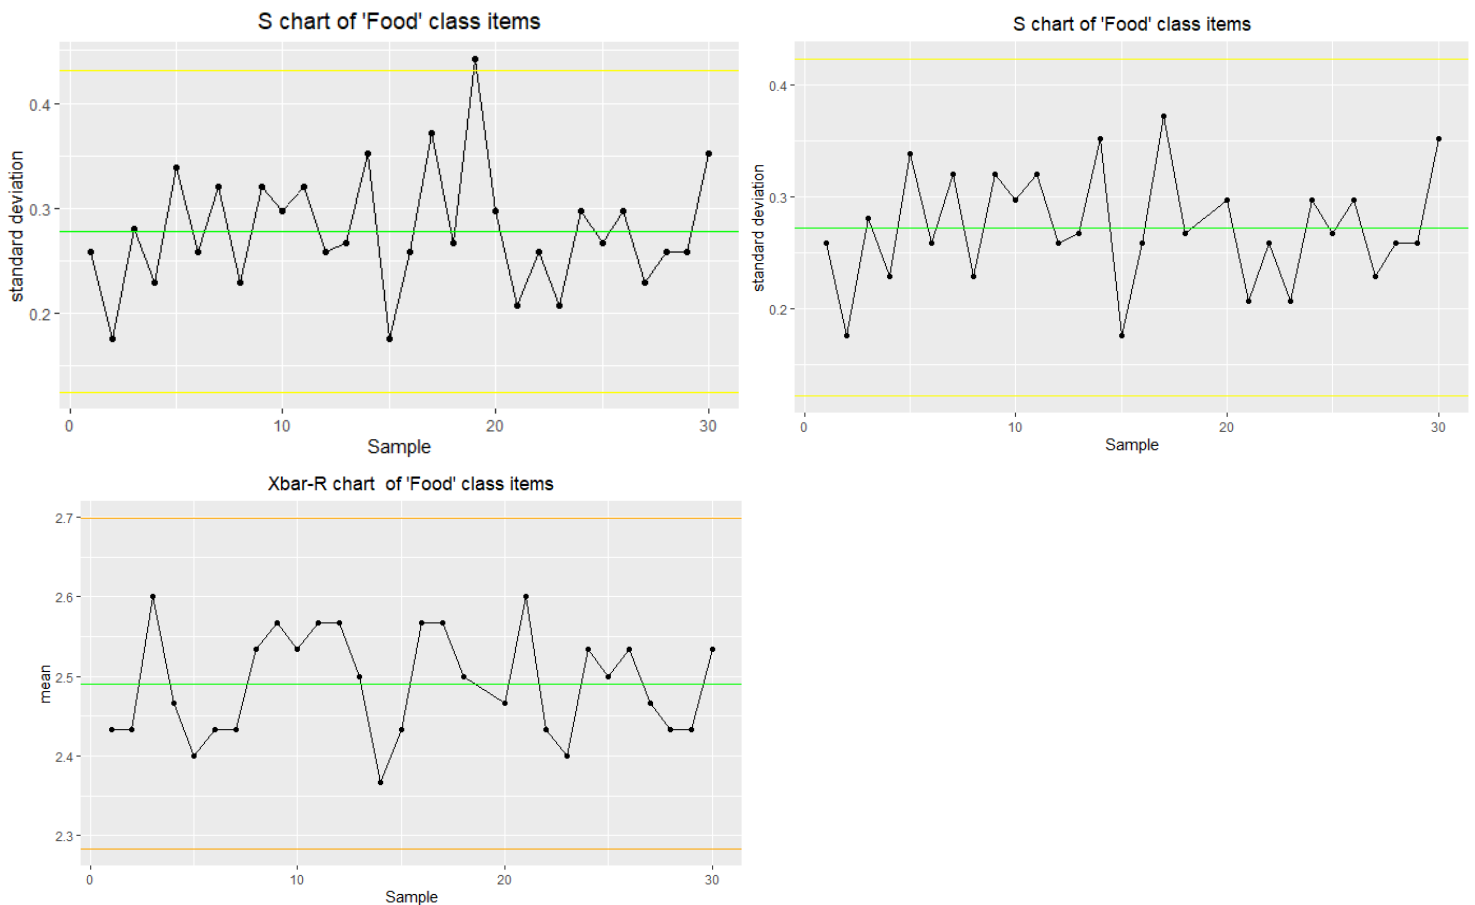 S chart of 'Food' class items
standard deviation
0.4
0.3
0.2
0 10 20 30
Sample
S chart of 'Food' class items
standard deviation
0.4
0.3
0.2
0 10 20 30
Sample
Xbar-R chart  of 'Food' class items
mean
2.7
2.6
2.5
2.4
2.3
0 10 20 30
Sample